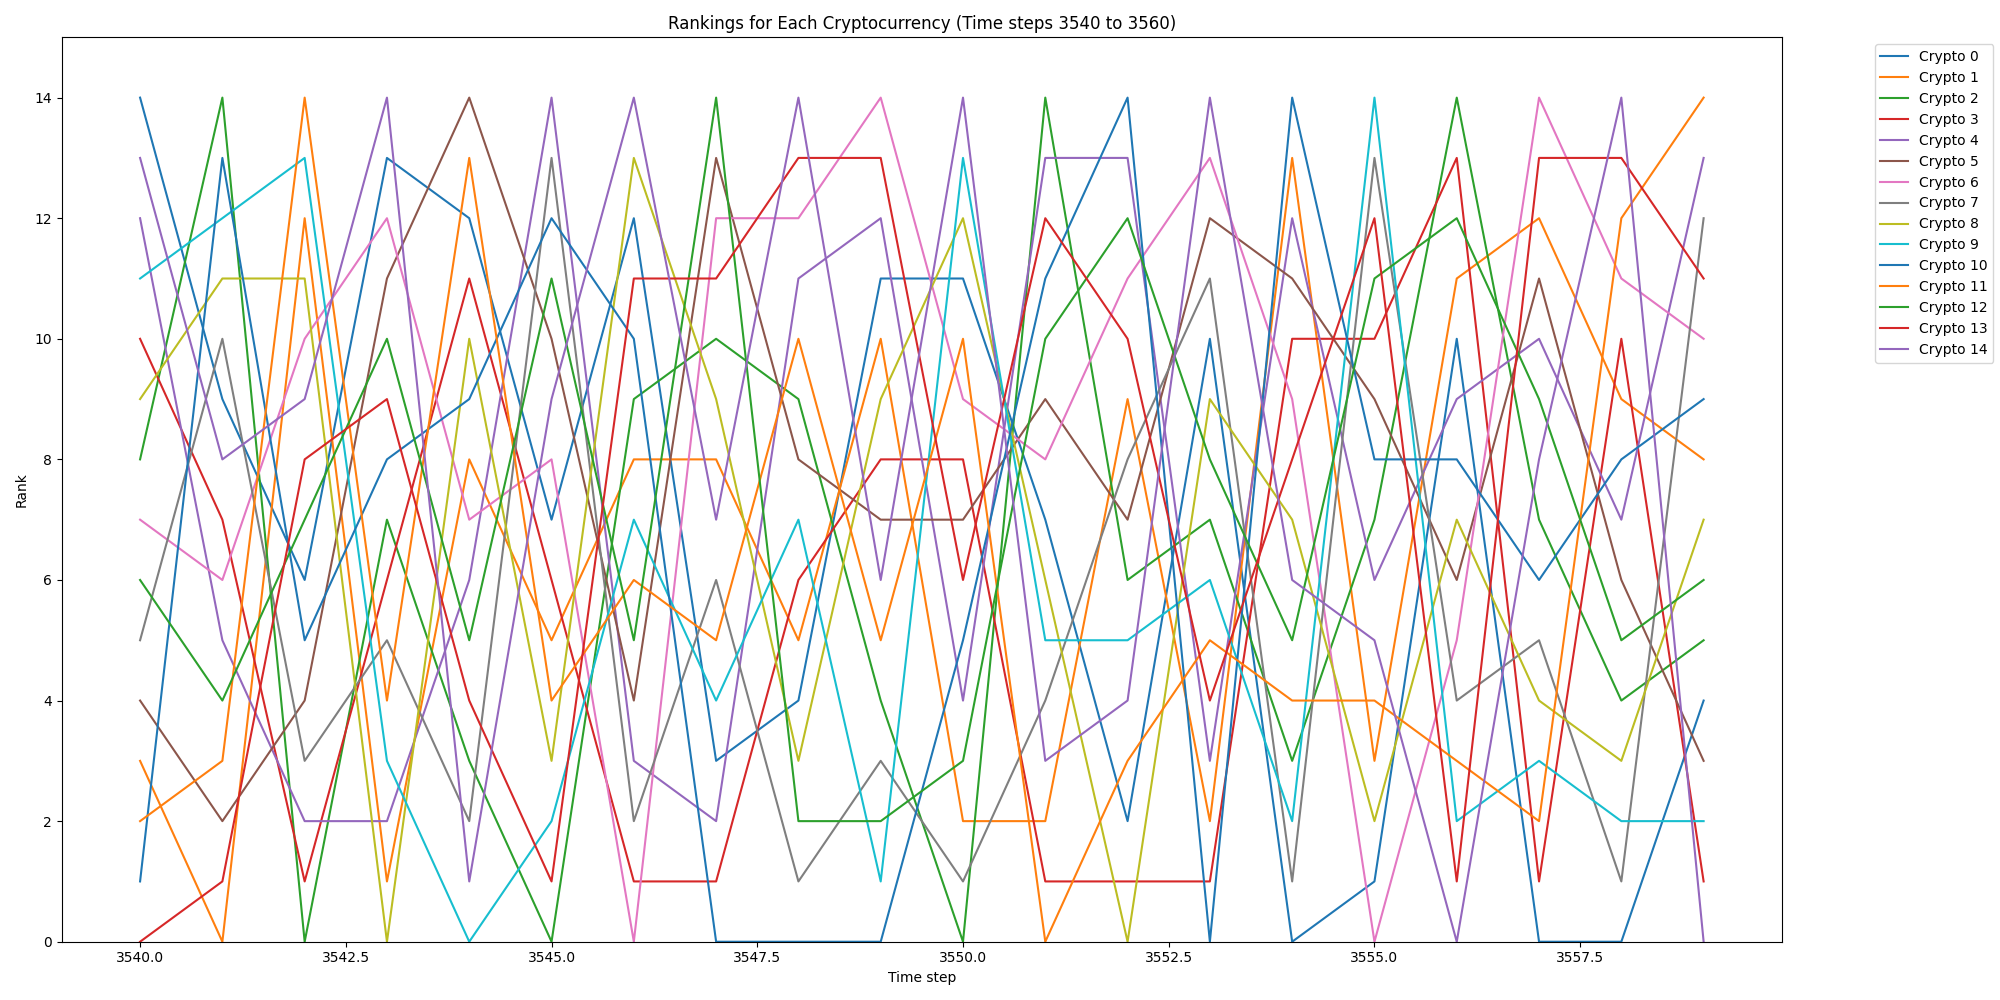 Rankings for Each Cryptocurrency (Time steps 3540 to 3560)
Rank
14
12
10
8
6
4
2
0
3540.0 3542.5 3545.0 3547.5 3550.0 3552.5 3555.0 3557.5
Time step
Crypto 0
Crypto 1
Crypto 2
Crypto 3
Crypto 4
Crypto 5
Crypto 6
Crypto 7
Crypto 8
Crypto 9
Crypto 10
Crypto 11
Crypto 12
Crypto 13
Crypto 14